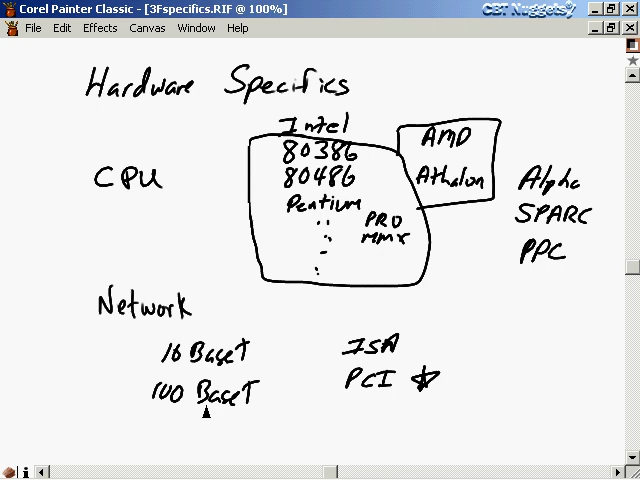 Corel Painter Classic - [3Fspecifics.RIF @ 100%]
CBT Nuggets
File Edit Effects Canvas Window Help
Hardware Specifics
Intel
80386
80486
Pentium
PRO
MMX
AMD
Athalon
CPU
Alpha
SPARC
PPC
Network
10 BaseT
ISA
100 BaseT
PCI